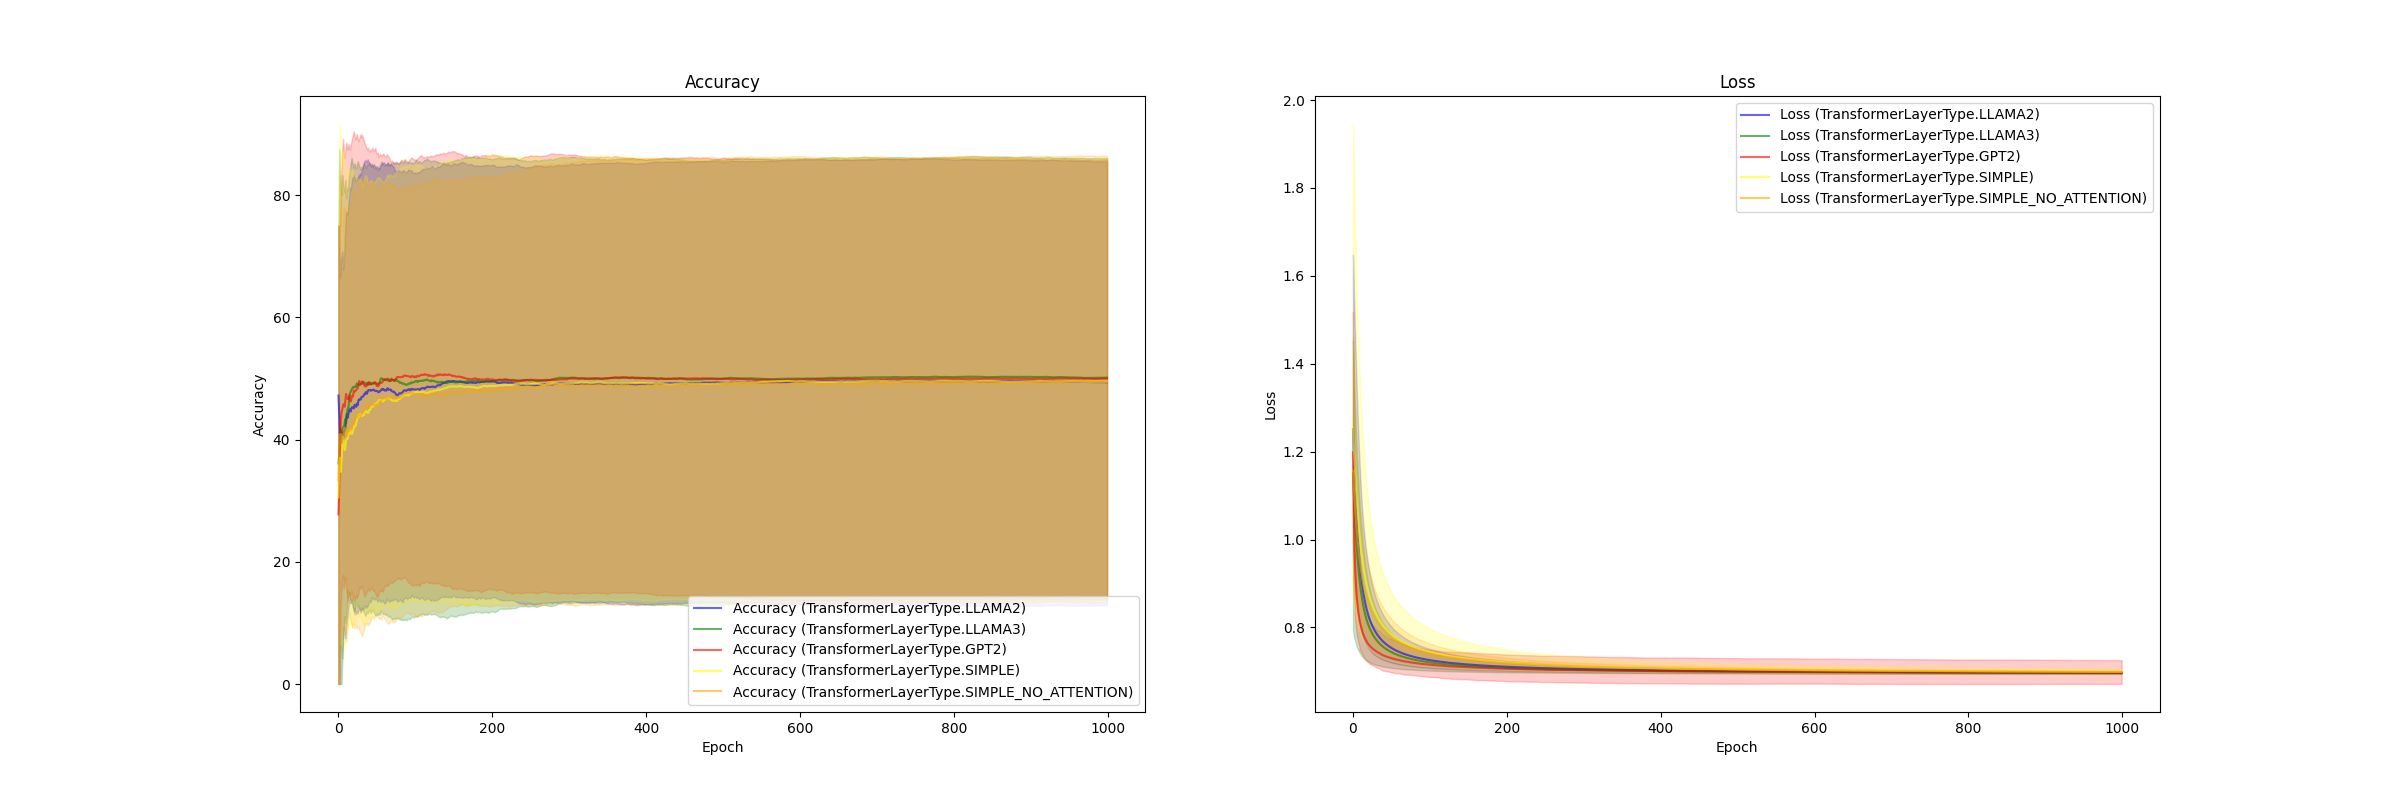 Accuracy
80
60
40
20
0
Accuracy
Accuracy (TransformerLayerType.LLAMA2)
Accuracy (TransformerLayerType.LLAMA3)
Accuracy (TransformerLayerType.GPT2)
Accuracy (TransformerLayerType.SIMPLE)
Accuracy (TransformerLayerType.SIMPLE_NO_ATTENTION)
0 200 400 600 800 1000
Epoch
Loss
2.0
1.8
1.6
1.4
1.2
1.0
0.8
Loss
Loss (TransformerLayerType.LLAMA2)
Loss (TransformerLayerType.LLAMA3)
Loss (TransformerLayerType.GPT2)
Loss (TransformerLayerType.SIMPLE)
Loss (TransformerLayerType.SIMPLE_NO_ATTENTION)
0 200 400 600 800 1000
Epoch